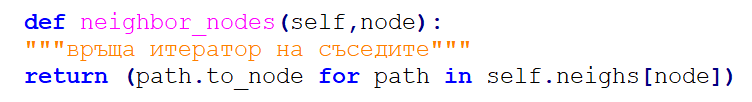 def neighbor_nodes(self,node):
"""връща итератор на съседите"""
return (path.to_node for path in self.neighs[node])